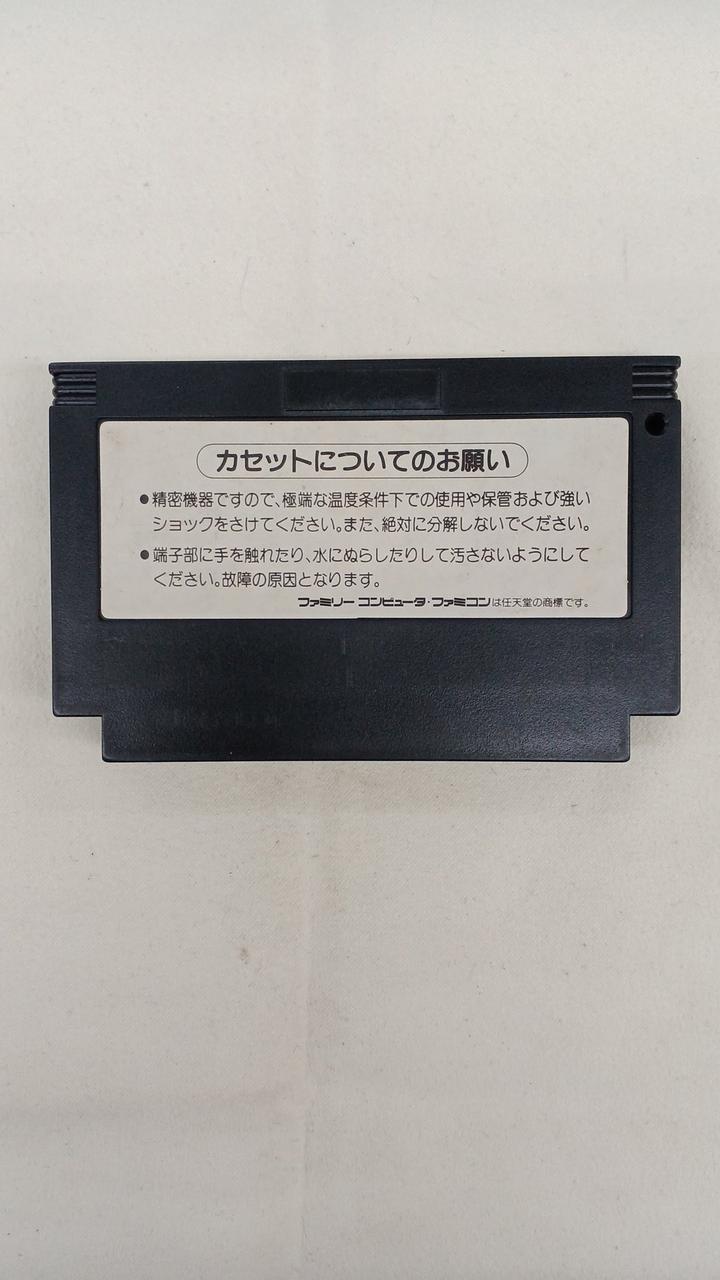 カセットについてのお願い
●精密機器ですので、極端な温度条件下での使用や保管および強い
ショックをさけてください。また、絶対に分解しないでください。
●端子部に手を触れたり、水にぬらしたりして汚さないようにして
ください。故障の原因となります。
ファミリー コンピュータ・ファミコンは任天堂の商標です。